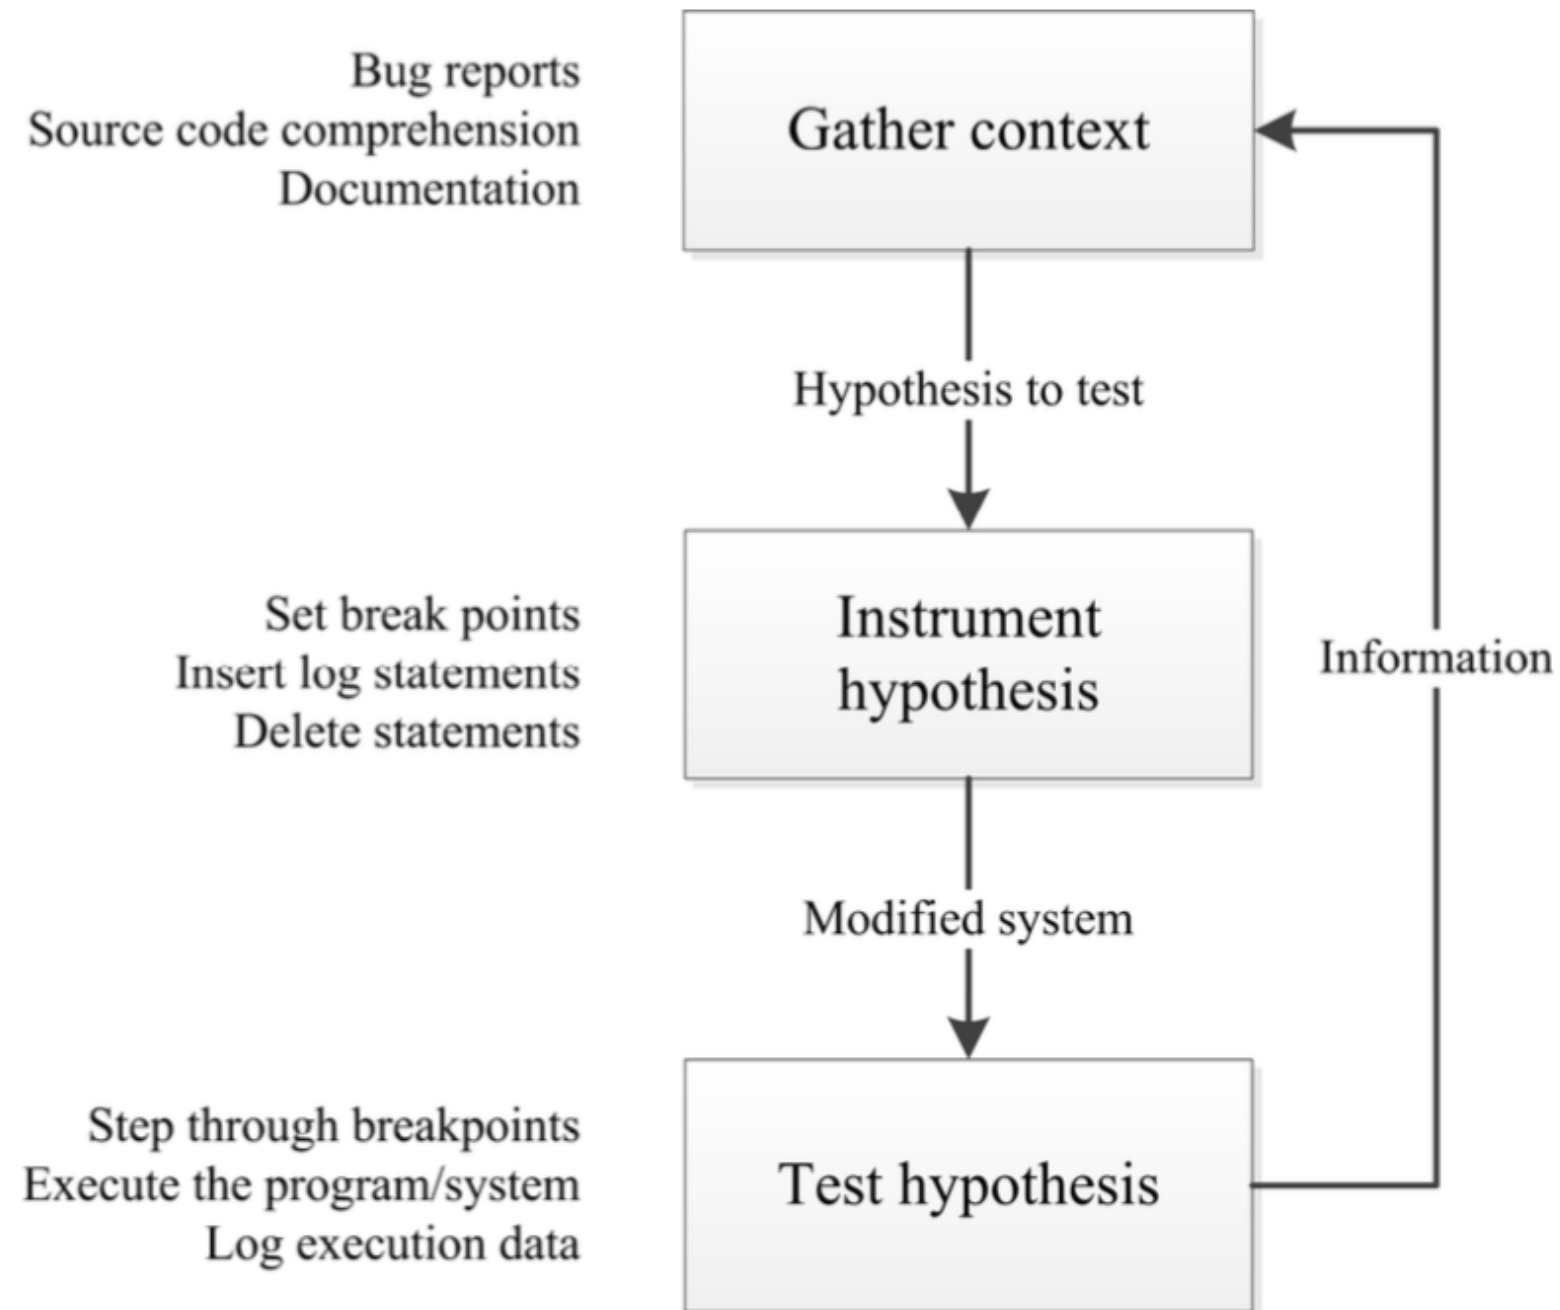 Bug reports
Source code comprehension
Documentation
Gather context
Hypothesis to test
Set break points
Insert log statements
Delete statements
Instrument
hypothesis
Information
Modified system
Step through breakpoints
Execute the program/system
Log execution data
Test hypothesis